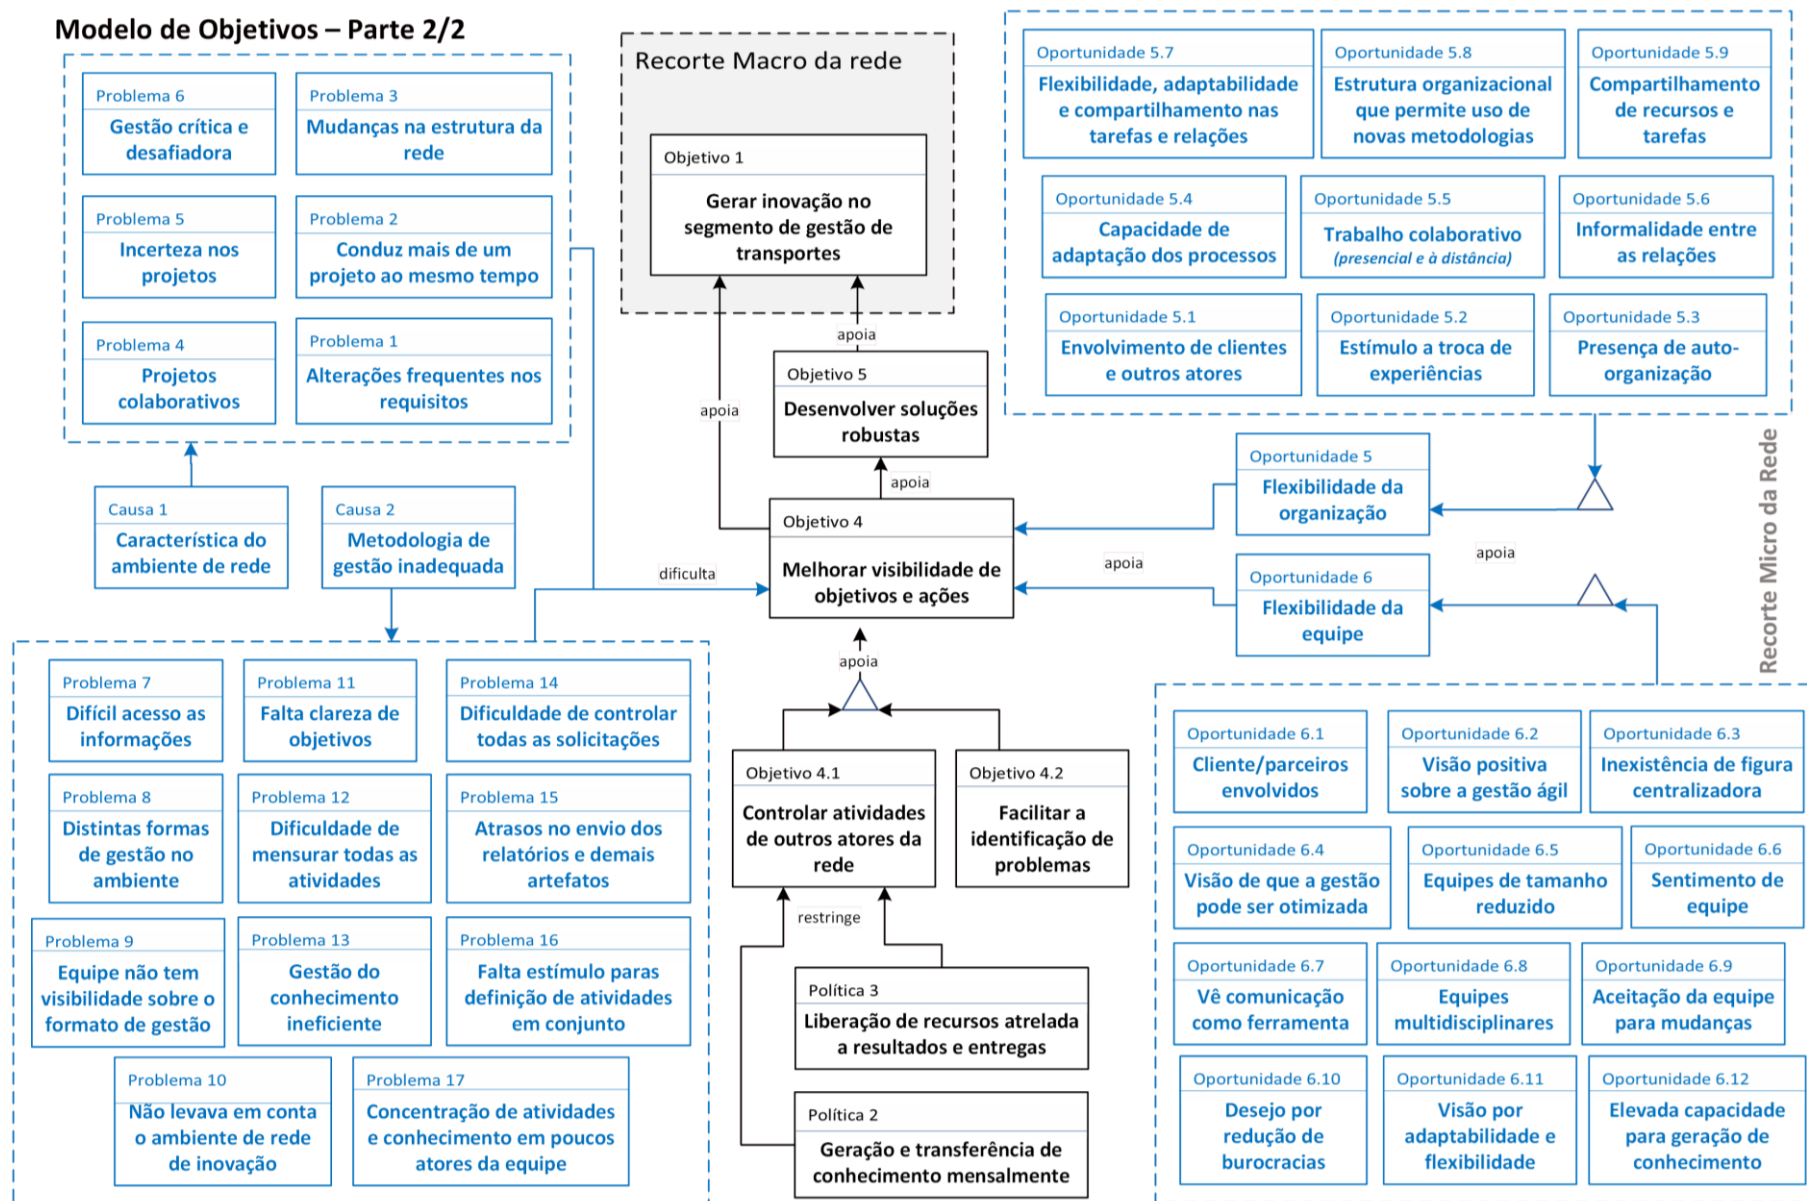 Modelo de Objetivos – Parte 2/2
Problema 6
Gestão crítica e
desafiadora
Problema 3
Mudanças na estrutura da
rede
Problema 5
Incerteza nos
projetos
Problema 2
Conduz mais de um
projeto ao mesmo tempo
Problema 4
Projetos
colaborativos
Problema 1
Alterações frequentes nos
requisitos
Causa 1
Característica do
ambiente de rede
Causa 2
Metodologia de
gestão inadequada
Recorte Macro da rede
Objetivo 1
Gerar inovação no
segmento de gestão de
transportes
apoia
apoia
Objetivo 5
Desenvolver soluções
robustas
apoia
Objetivo 4
Melhorar visibilidade de
objetivos e ações
dificulta
apoia
apoia
Oportunidade 5.7
Flexibilidade, adaptabilidade
e compartilhamento nas
tarefas e relações
Oportunidade 5.8
Estrutura organizacional
que permite uso de
novas metodologias
Oportunidade 5.9
Compartilhamento
de recursos e
tarefas
Oportunidade 5.4
Capacidade de
adaptação dos processos
Oportunidade 5.5
Trabalho colaborativo
(presencial e à distância)
Oportunidade 5.6
Informalidade entre
as relações
Oportunidade 5.1
Envolvimento de clientes
e outros atores
Oportunidade 5.2
Estímulo a troca de
experiências
Oportunidade 5.3
Presença de auto-
organização
Oportunidade 5
Flexibilidade da
organização
Oportunidade 6
Flexibilidade da
equipe
apoia
Recorte Micro da Rede
Problema 7
Difícil acesso as
informações
Problema 11
Falta clareza de
objetivos
Problema 14
Dificuldade de controlar
todas as solicitações
Problema 8
Distintas formas
de gestão no
ambiente
Problema 12
Dificuldade de
mensurar todas as
atividades
Problema 15
Atrasos no envio dos
relatórios e demais
artefatos
Problema 9
Equipe não tem
visibilidade sobre o
formato de gestão
Problema 13
Gestão do
conhecimento
ineficiente
Problema 16
Falta estímulo paras
definição de atividades
em conjunto
Problema 10
Não levava em conta
o ambiente de rede
de inovação
Problema 17
Concentração de atividades
e conhecimento em poucos
atores da equipe
Objetivo 4.1
Controlar atividades
de outros atores da
rede
Objetivo 4.2
Facilitar a
identificação de
problemas
restringe
Política 3
Liberação de recursos atrelada
a resultados e entregas
Política 2
Geração e transferência de
conhecimento mensalmente
Oportunidade 6.1
Cliente/parceiros
envolvidos
Oportunidade 6.2
Visão positiva
sobre a gestão ágil
Oportunidade 6.3
Inexistência de figura
centralizadora
Oportunidade 6.4
Visão de que a gestão
pode ser otimizada
Oportunidade 6.5
Equipes de tamanho
reduzido
Oportunidade 6.6
Sentimento de
equipe
Oportunidade 6.7
Vê comunicação
como ferramenta
Oportunidade 6.8
Equipes
multidisciplinares
Oportunidade 6.9
Aceitação da equipe
para mudanças
Oportunidade 6.10
Desejo por
redução de
burocracias
Oportunidade 6.11
Visão por
adaptabilidade e
flexibilidade
Oportunidade 6.12
Elevada capacidade
para geração de
conhecimento